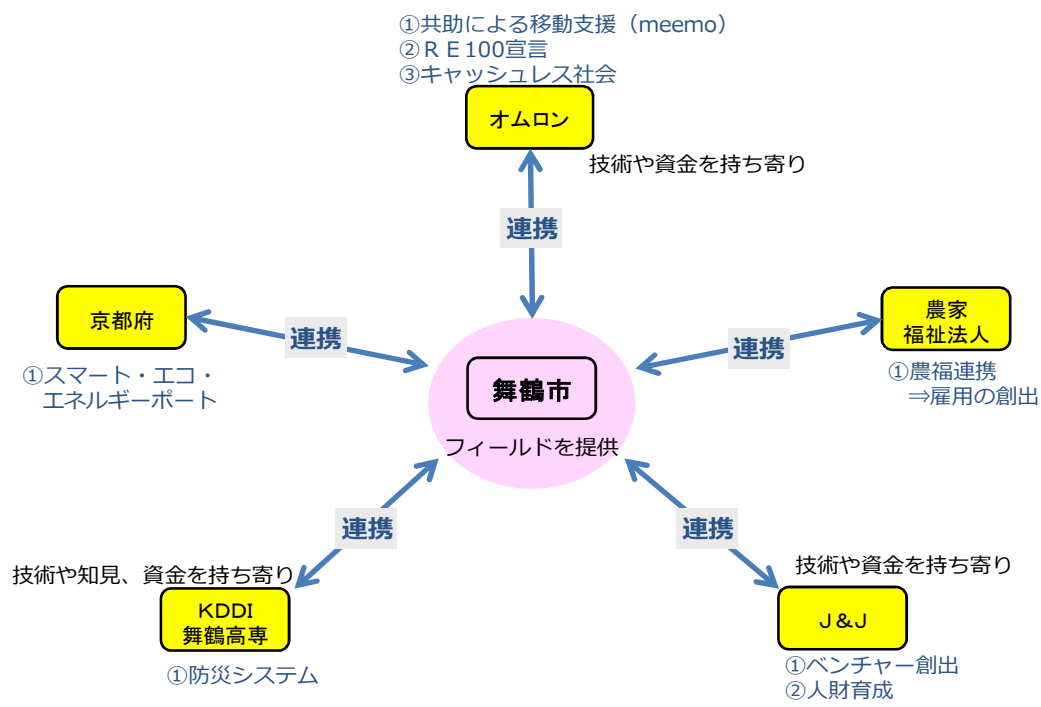 ①共助による移動支援（meemo）
②ＲＥ100宣言
③キャッシュレス社会
オムロン
技術や資金を持ち寄り
連携
京都府
連携
①スマート・エコ・
エネルギーポート
農家
福祉法人
連携
①農福連携
⇒雇用の創出
舞鶴市
フィールドを提供
連携
技術や知見、資金を持ち寄り
KDDI
舞鶴高専
①防災システム
連携
技術や資金を持ち寄り
Ｊ＆Ｊ
①ベンチャー創出
②人財育成